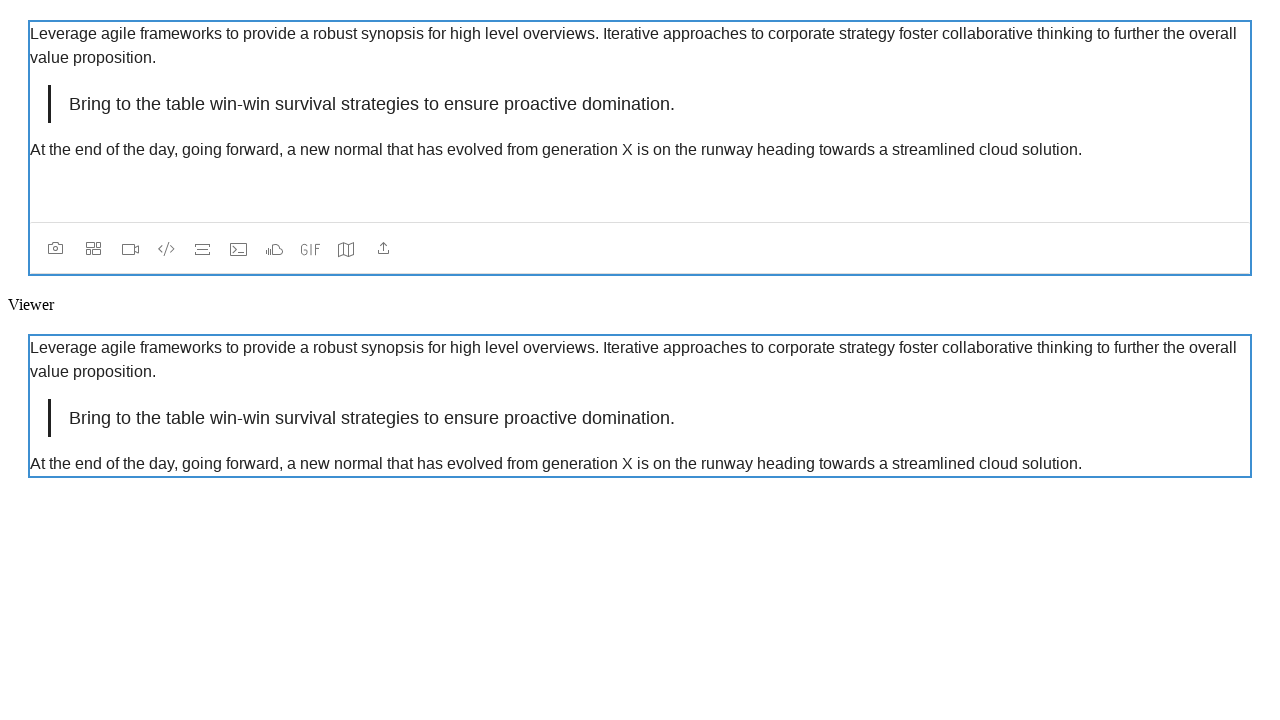 Leverage agile frameworks to provide a robust synopsis for high level overviews. Iterative approaches to corporate strategy foster collaborative thinking to further the overall
value proposition.
Bring to the table win-win survival strategies to ensure proactive domination.
At the end of the day, going forward, a new normal that has evolved from generation X is on the runway heading towards a streamlined cloud solution.
GIF
Viewer
Leverage agile frameworks to provide a robust synopsis for high level overviews. Iterative approaches to corporate strategy foster collaborative thinking to further the overall
value proposition.
Bring to the table win-win survival strategies to ensure proactive domination.
At the end of the day, going forward, a new normal that has evolved from generation X is on the runway heading towards a streamlined cloud solution.